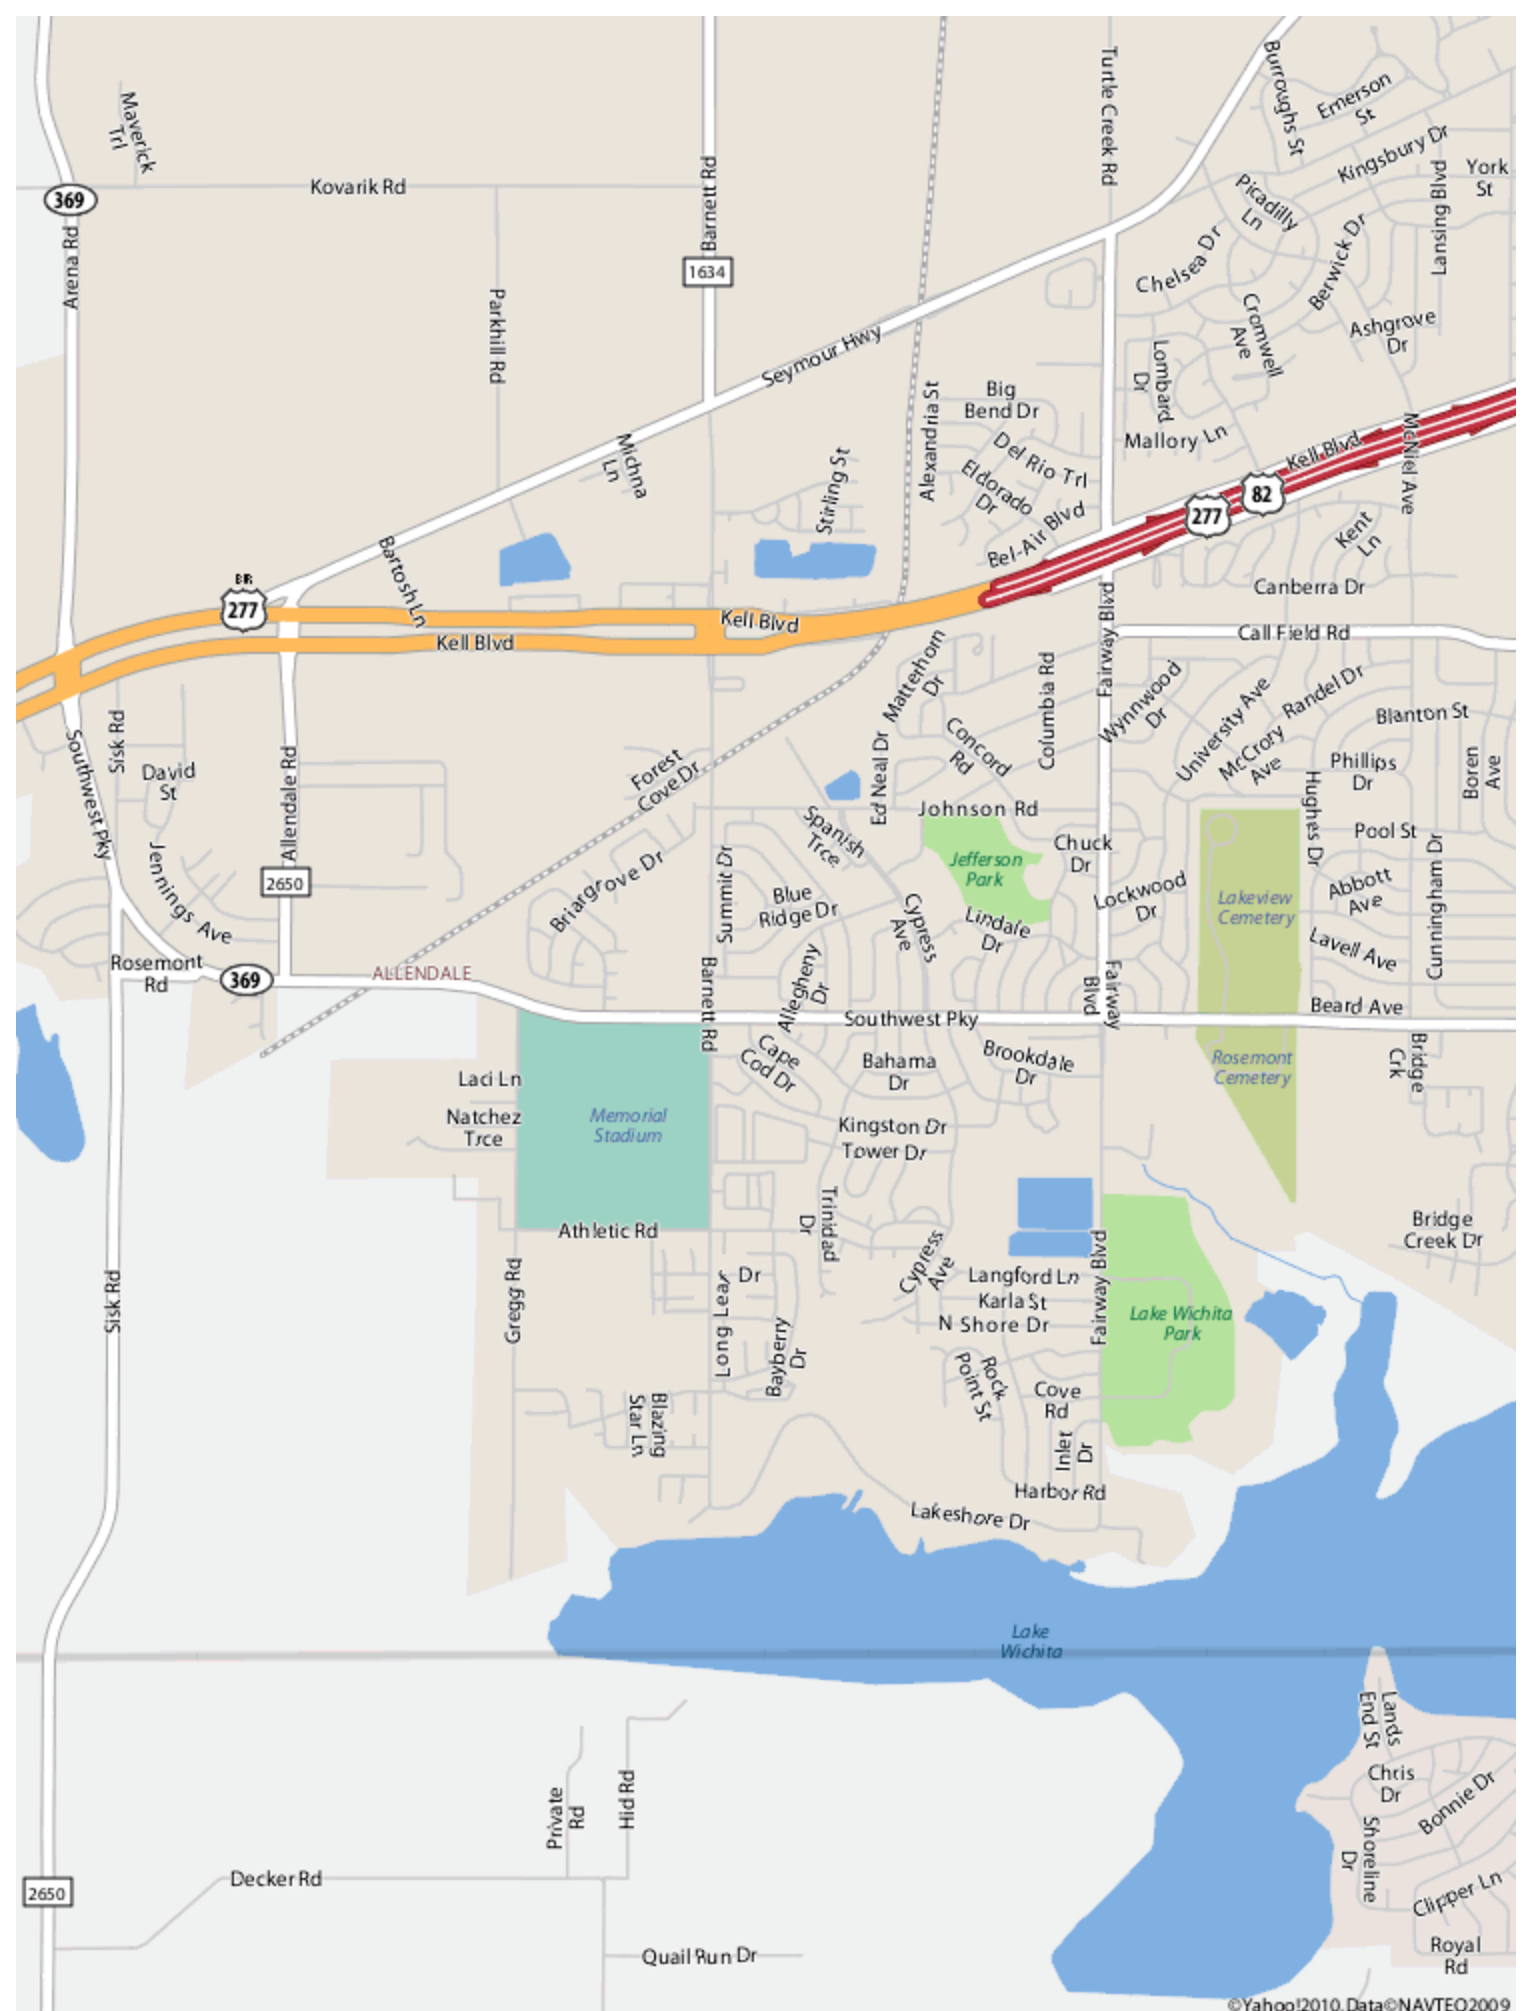 Maverick
Trl
369
Kovarik Rd
Arena Rd
Barnett Rd
1634
Parkhill Rd
Turtle Creek Rd
Burroughs St
Emerson
St
Kingsbury Dr
York
St
Lansing Blvd
Picadilly
Ln
Chelsea Dr
Berwick Dr
Cromwell
Ave
Ashgrove
Dr
Seymour Hwy
Lombard
Dr
Big
Bend Dr
Alexandria St
Del Rio Trl
Mallory Ln
Eldorado
Dr
Kell Blvd
McNiel Ave
Michna
Ln
Stirling St
82
277
Bel-Air Blvd
Kent
Ln
Bartosh Ln
BR
277
Canberra Dr
Kell Blvd
Kell Blvd
Call Field Rd
Fairway Blvd
Matterhorn
Dr
Columbia Rd
Wynnwood
Dr
University Ave
Randel Dr
Blanton St
Sisk Rd
Southwest Pky
David
St
Allendale Rd
Forest
Cove Dr
Ed Neal Dr
Concord
Rd
McCrory
Ave
Phillips
Dr
Boren
Ave
Hughes Dr
Johnson Rd
Spanish
Trce
Pool St
Chuck
Dr
Jefferson
Park
Jennings Ave
2650
Briargrove Dr
Summit Dr
Blue
Ridge Dr
Cypress
Ave
Lindale
Dr
Lockwood
Dr
Lakeview
Cemetery
Abbott
Ave
Cunningham Dr
Lavell Ave
Rosemont
Rd
369
ALLENDALE
Barnett Rd
Allegheny
Dr
Fairway
Blvd
Beard Ave
Southwest Pky
Cape
Cod Dr
Bahama
Dr
Brookdale
Dr
Rosemont
Cemetery
Bridge
Crk
Laci Ln
Natchez
Trce
Memorial
Stadium
Kingston Dr
Tower Dr
Trinidad
Dr
Athletic Rd
Bridge
Creek Dr
Sisk Rd
Gregg Rd
Long Leaf Dr
Cypress
Ave
Langford Ln
Karla St
N Shore Dr
Fairway Blvd
Lake Wichita
Park
Bayberry
Dr
Rock
Point St
Cove
Rd
Blazing
Star Ln
Inlet
Dr
Harbor Rd
Lakeshore Dr
Lake
Wichita
Lands
End St
Private
Rd
Hid Rd
Chris
Dr
Bonnie Dr
Shoreline
Dr
Decker Rd
2650
Clipper Ln
Quail Run Dr
Royal
Rd
©Yahoo!2010, Data©NAVTEQ2009